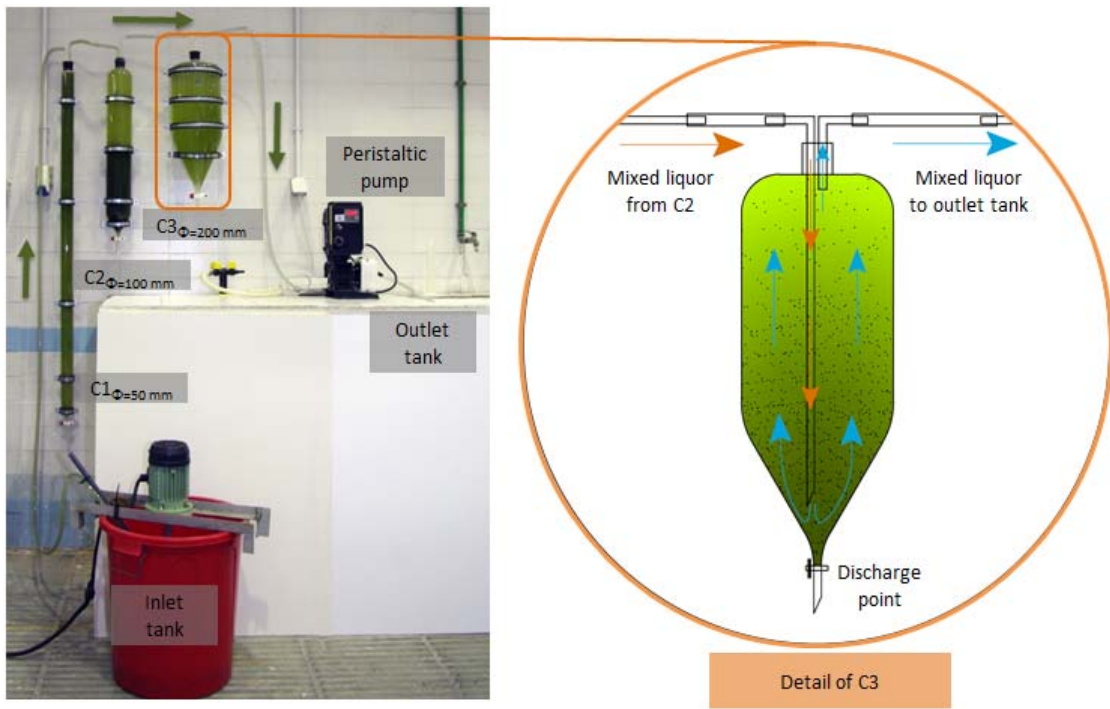 Peristaltic
pump
C3Φ=200 mm
C2Φ=100 mm
Outlet
tank
C1Φ=50 mm
Inlet
tank
Mixed liquor
from C2
Mixed liquor
to outlet tank
Discharge
point
Detail of C3